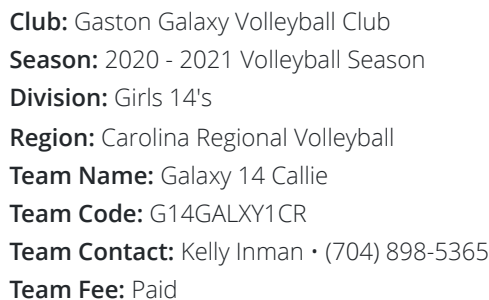 Club: Gaston Galaxy Volleyball Club
Season: 2020 - 2021 Volleyball Season
Division: Girls 14's
Region: Carolina Regional Volleyball
Team Name: Galaxy 14 Callie
Team Code: G14GALXY1CR
Team Contact: Kelly Inman • (704) 898-5365
Team Fee: Paid